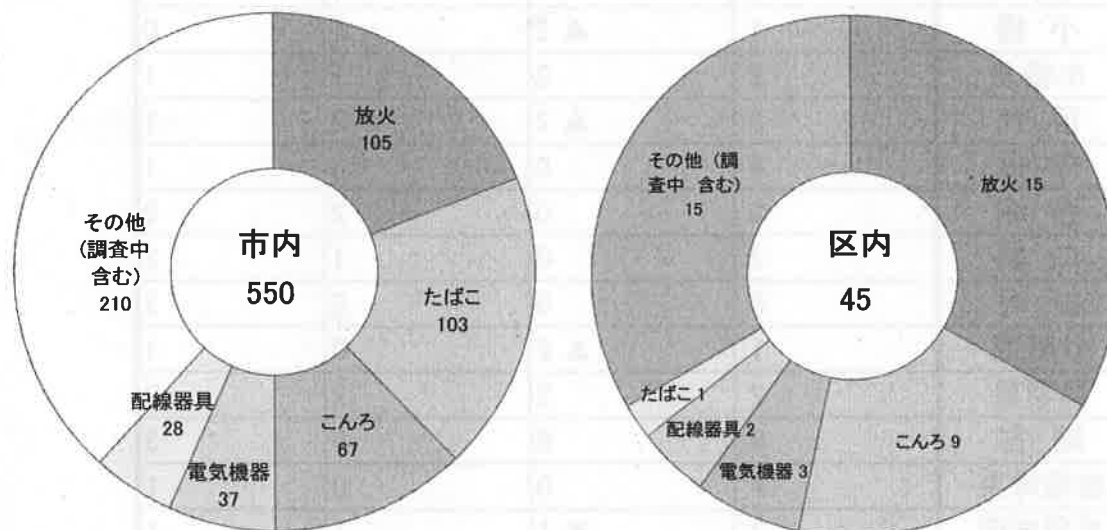 放火
105
たばこ
103
こんろ
67
電気機器
37
配線器具
28
その他
(調査中
含む)
210
市内
550
放火 15
こんろ 9
電気機器 3
配線器具 2
たばこ 1
その他（調
査中　含む）
15
区内
45